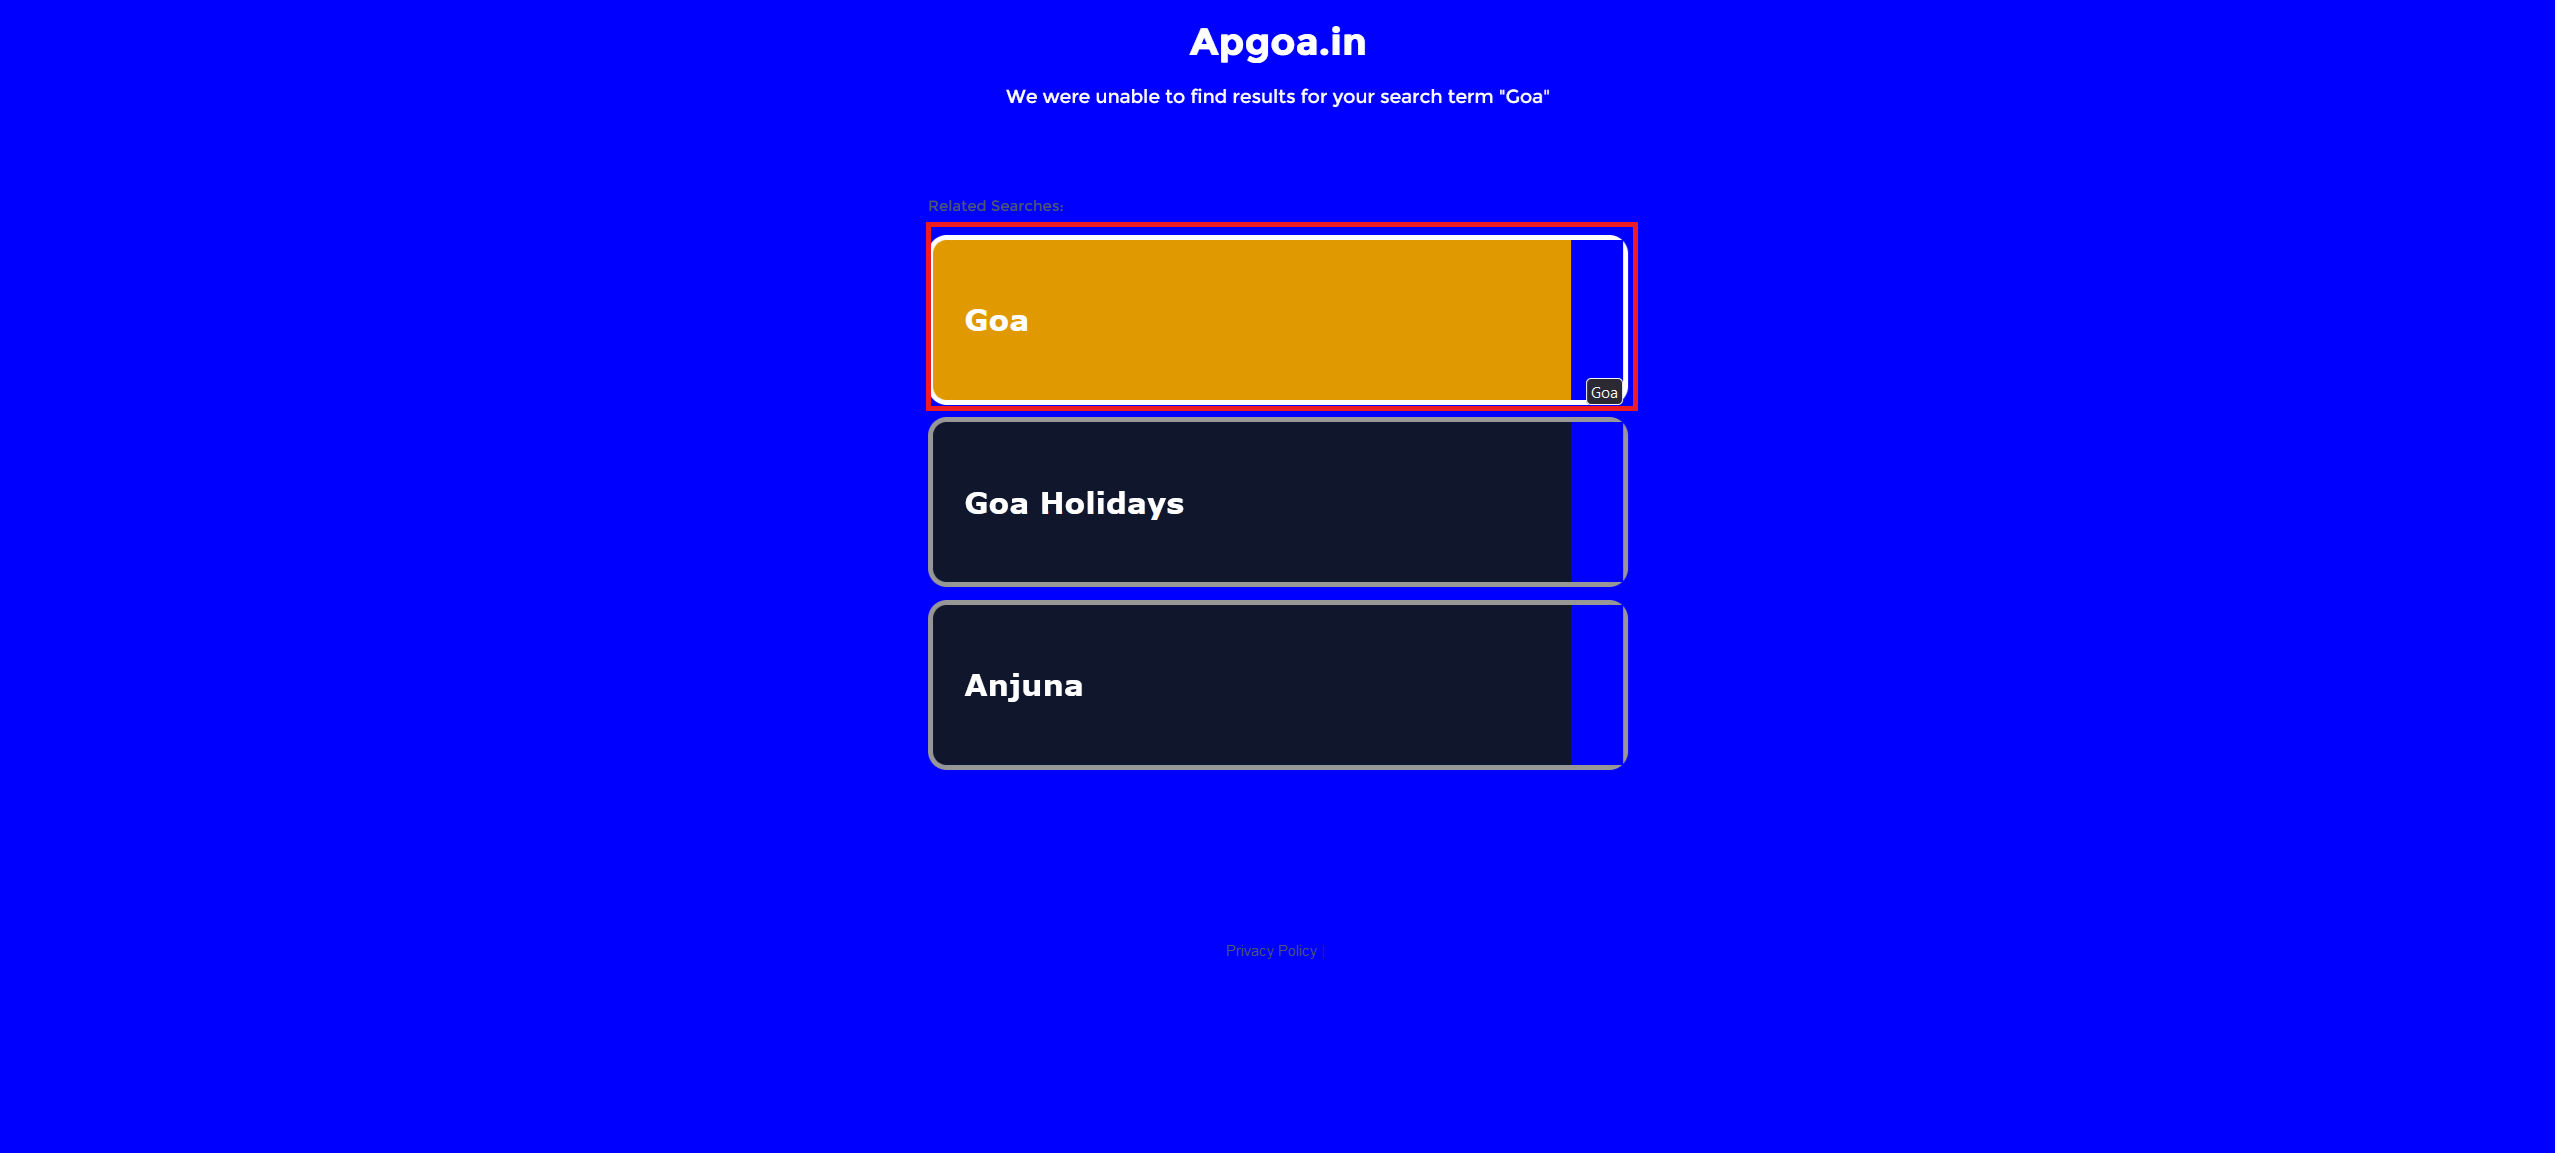 Apgoa.in
We were unable to find results for your search term "Goa"
Related Searches:
Goa
Goa
Goa Holidays
Anjuna
Privacy Policy |